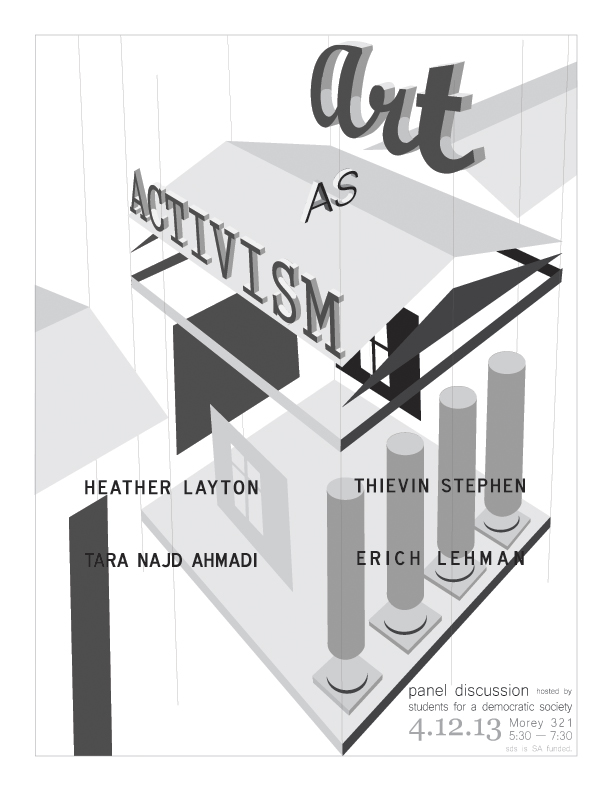 art
AS
ACTIVISM
HEATHER LAYTON
THIEVIN STEPHEN
TARA NAJD AHMADI
ERICH LEHMAN
panel discussion hosted by
students for a democratic society
4.12.13 Morey 321
5:30 — 7:30
sds is SA funded.